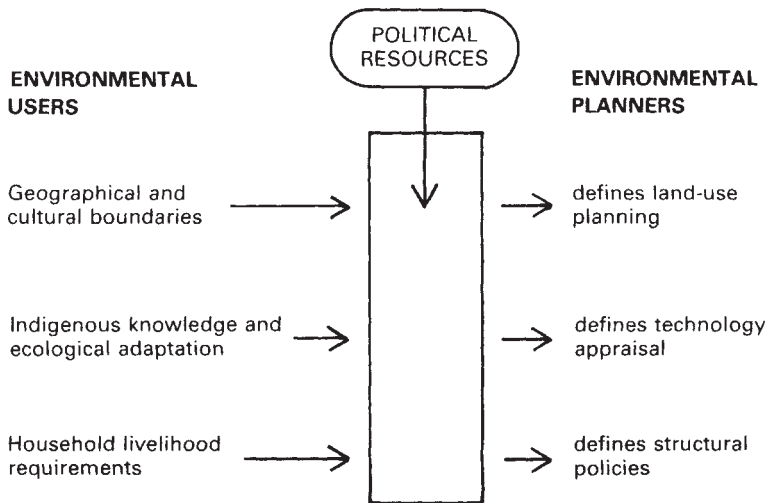 POLITICAL
RESOURCES
ENVIRONMENTAL
USERS
ENVIRONMENTAL
PLANNERS
Geographical and
cultural boundaries
defines land-use
planning
Indigenous knowledge and
ecological adaptation
defines technology
appraisal
Household livelihood
requirements
defines structural
policies